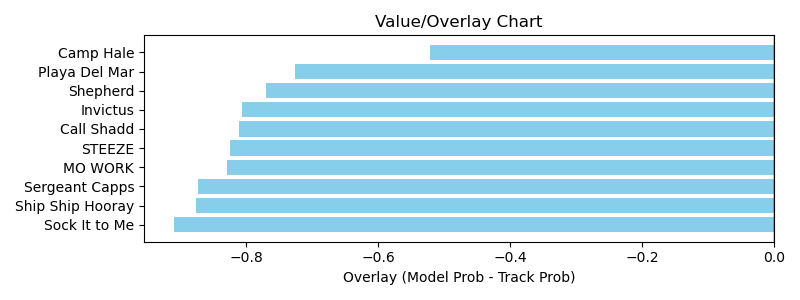 Value/Overlay Chart
Camp Hale
Playa Del Mar
Shepherd
Invictus
Call Shadd
STEEZE
MO WORK
Sergeant Capps
Ship Ship Hooray
Sock It to Me
−0.8 −0.6 −0.4 −0.2 0.0
Overlay (Model Prob - Track Prob)